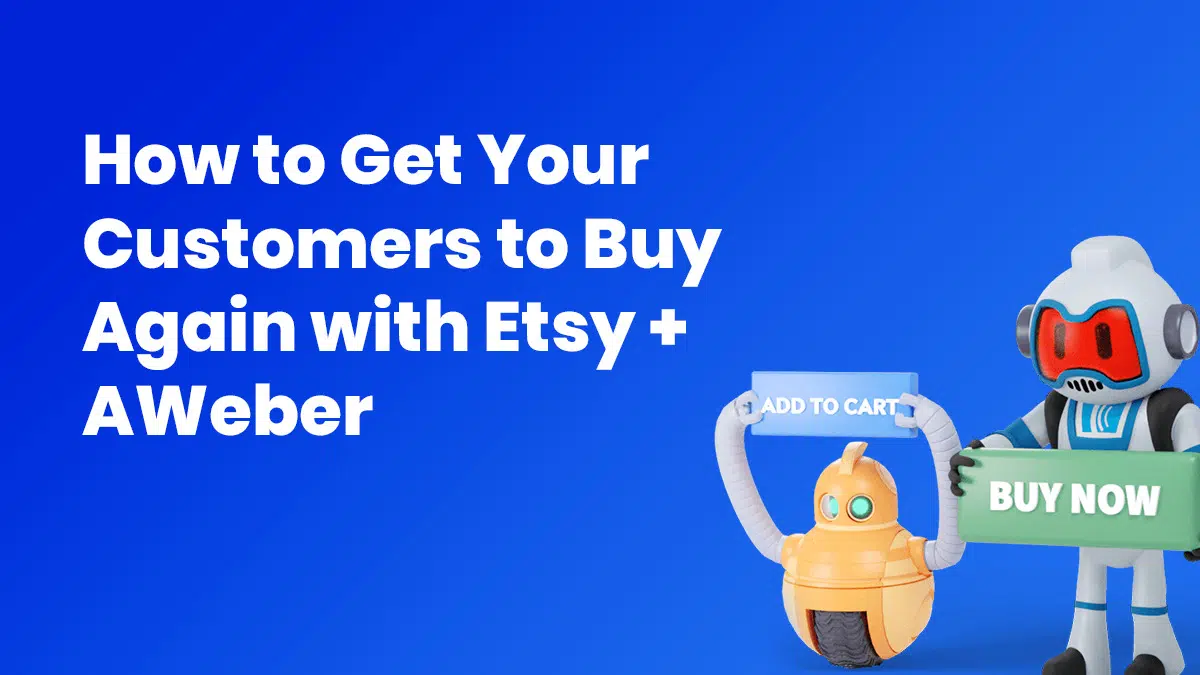 How to Get Your
Customers to Buy
Again with Etsy +
AWeber
ADD TO CART
BUY NOW